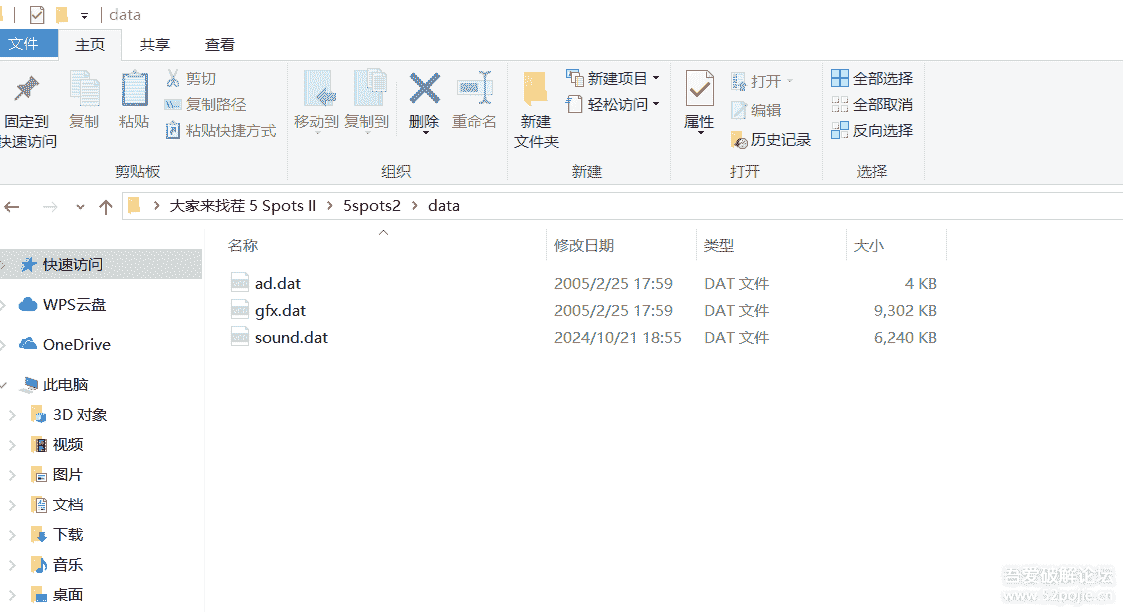 data
文件 主页 共享 查看
固定到快速访问
复制
粘贴
剪切
复制路径
粘贴快捷方式
剪贴板
移动到 复制到 删除 重命名
组织
新建文件夹
新建项目
轻松访问
新建
属性
打开
编辑
历史记录
打开
全部选择
全部取消
反向选择
选择
大家来找茬 5 Spots II > 5spots2 > data
快速访问
WPS云盘
OneDrive
此电脑
3D 对象
视频
图片
文档
下载
音乐
桌面
名称 修改日期 类型 大小
ad.dat 2005/2/25 17:59 DAT 文件 4 KB
gfx.dat 2005/2/25 17:59 DAT 文件 9,302 KB
sound.dat 2024/10/21 18:55 DAT 文件 6,240 KB
吾爱破解论坛
www.52pojie.cn